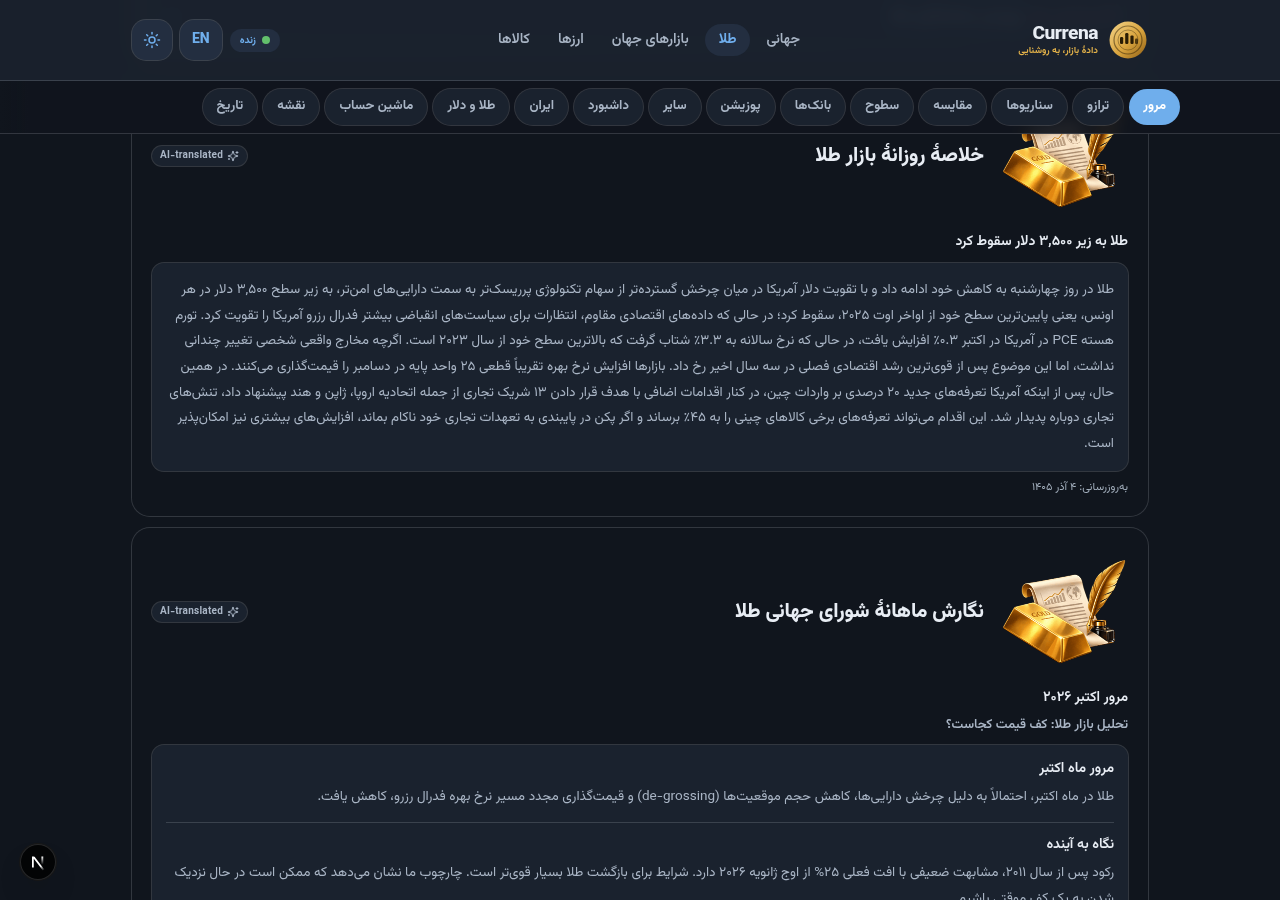 Currena
دادهٔ بازار، به روشنایی
جهانی
طلا
بازارهای جهان
ارزها
کالاها
زنده
EN
مرور
ترازو
سناریوها
مقایسه
سطوح
بانک‌ها
پوزیشن
سایر
داشبورد
ایران
طلا و دلار
ماشین حساب
نقشه
تاریخ
خلاصهٔ روزانهٔ بازار طلا
AI-translated
طلا به زیر ۳,۵۰۰ دلار سقوط کرد
طلا در روز چهارشنبه به کاهش خود ادامه داد و با تقویت دلار آمریکا در میان چرخش گسترده‌تر از سهام تکنولوژی پرریسک‌تر به سمت دارایی‌های امن‌تر، به زیر سطح ۳,۵۰۰ دلار در هر
اونس، یعنی پایین‌ترین سطح خود از اواخر اوت ۲۰۲۵، سقوط کرد؛ در حالی که داده‌های اقتصادی مقاوم، انتظارات برای سیاست‌های انقباضی بیشتر فدرال رزرو آمریکا را تقویت کرد. تورم
هسته PCE در آمریکا در اکتبر ۰.۳٪ افزایش یافت، در حالی که نرخ سالانه به ۳.۳٪ شتاب گرفت که بالاترین سطح خود از سال ۲۰۲۳ است. اگرچه مخارج واقعی شخصی تغییر چندانی
نداشت، اما این موضوع پس از قوی‌ترین رشد اقتصادی فصلی در سه سال اخیر رخ داد. بازارها افزایش نرخ بهره تقریباً قطعی ۲۵ واحد پایه در دسامبر را قیمت‌گذاری می‌کنند. در همین
حال، پس از اینکه آمریکا تعرفه‌های جدید ۲۰ درصدی بر واردات چین، در کنار اقدامات اضافی با هدف قرار دادن ۱۳ شریک تجاری از جمله اتحادیه اروپا، ژاپن و هند پیشنهاد داد، تنش‌های
تجاری دوباره پدیدار شد. این اقدام می‌تواند تعرفه‌های برخی کالاهای چینی را به ۴۵٪ برساند و اگر پکن در پایبندی به تعهدات تجاری خود ناکام بماند، افزایش‌های بیشتری نیز امکان‌پذیر
است.
به‌روزرسانی: ۴ آذر ۱۴۰۵
نگارش ماهانهٔ شورای جهانی طلا
AI-translated
GOLD
مرور اکتبر ۲۰۲۶
تحلیل بازار طلا: کف قیمت کجاست؟
مرور ماه اکتبر
طلا در ماه اکتبر، احتمالاً به دلیل چرخش دارایی‌ها، کاهش حجم موقعیت‌ها (de-grossing) و قیمت‌گذاری مجدد مسیر نرخ بهره فدرال رزرو، کاهش یافت.
نگاه به آینده
رکود پس از سال ۲۰۱۱، مشابهت ضعیفی با افت فعلی ۲۵% از اوج ژانویه ۲۰۲۶ دارد. شرایط برای بازگشت طلا بسیار قوی‌تر است. چارچوب ما نشان می‌دهد که ممکن است در حال نزدیک
شدن به یک کف موقتی باشیم.